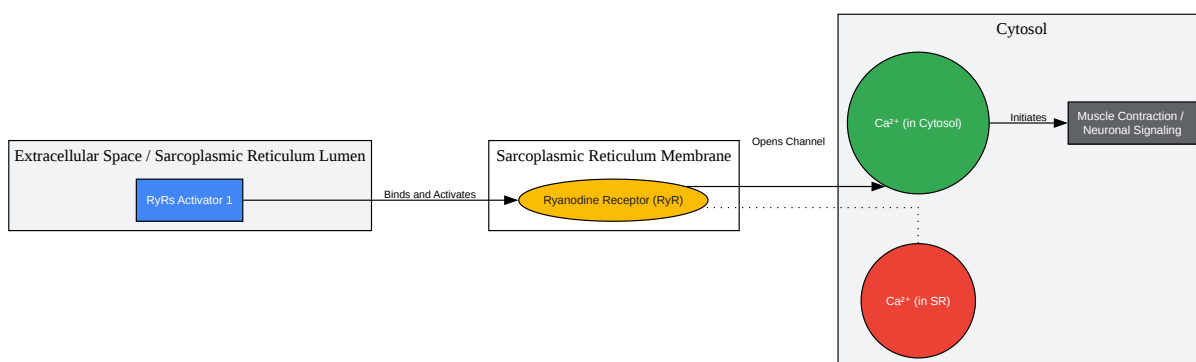 Cytosol
Ca²⁺ (in Cytosol)
Initiates
Muscle Contraction /
Neuronal Signaling
Opens Channel
Extracellular Space / Sarcoplasmic Reticulum Lumen
Sarcoplasmic Reticulum Membrane
RyRs Activator 1
Binds and Activates
Ryanodine Receptor (RyR)
Ca²⁺ (in SR)